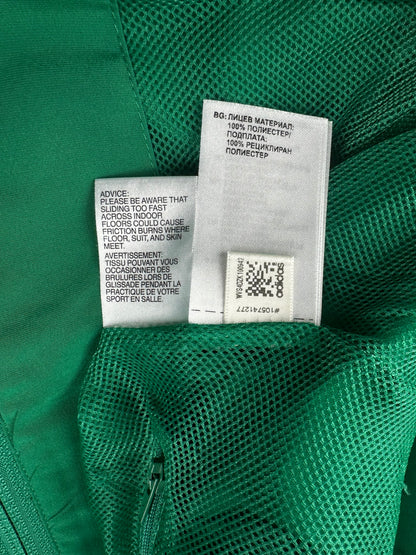 ADVICE:
PLEASE BE AWARE THAT
SLIDING TOO FAST
ACROSS INDOOR
FLOORS COULD CAUSE
FRICTION BURNS WHERE
FLOOR, SUIT, AND SKIN
MEET.
AVERTISSEMENT:
TISSU POUVANT VOUS
OCCASIONNER DES
BRULURES LORS DE
GLISSADE PENDANT LA
PRACTIQUE DE VOTRE
SPORT EN SALLE.
BG: ЛИЦЕВ МАТЕРИАЛ:
100% ПОЛИЕСТЕР/
ПОДПЛАТА:
100% РЕЦИКЛИРАН
ПОЛИЕСТЕР
adidas
#105741277